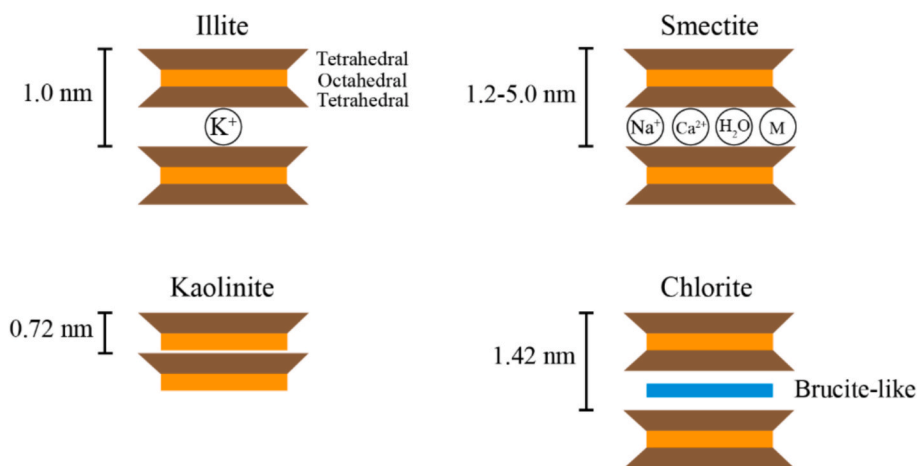 Illite
Tetrahedral
Octahedral
Tetrahedral
1.0 nm
K⁺
Smectite
1.2-5.0 nm
Na⁺ Ca²⁺ H₂O M
Kaolinite
0.72 nm
Chlorite
1.42 nm
Brucite-like